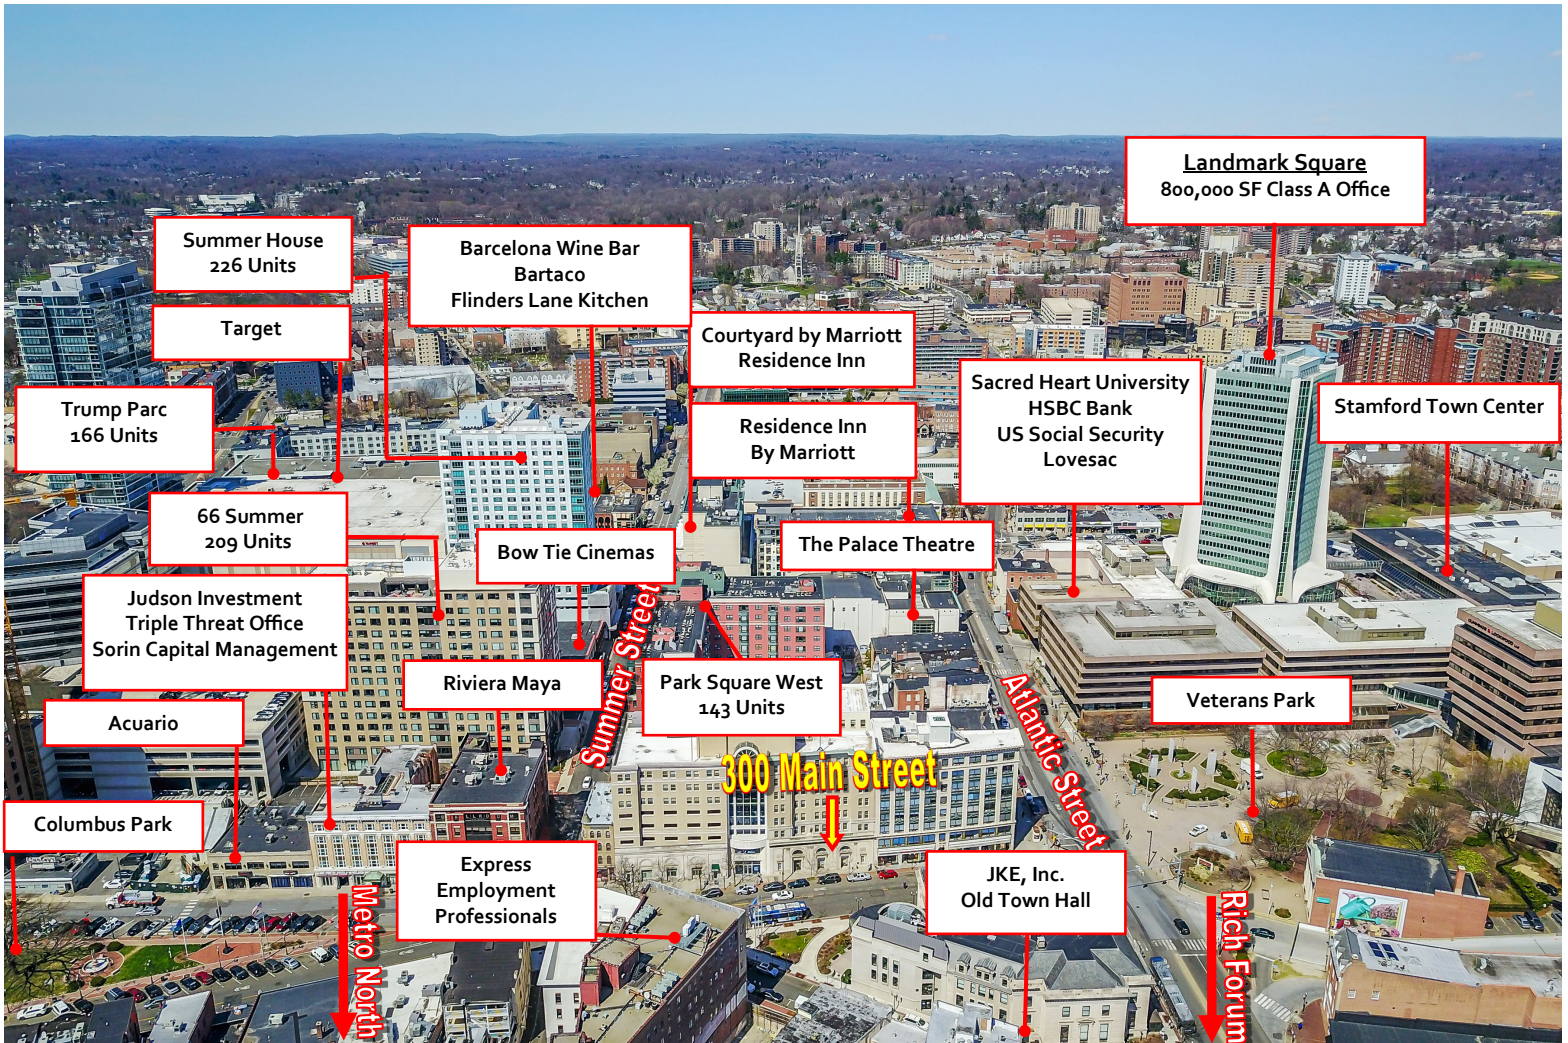 Landmark Square
800,000 SF Class A Office
Summer House
226 Units
Barcelona Wine Bar
Bartaco
Flinders Lane Kitchen
Target
Courtyard by Marriott
Residence Inn
Sacred Heart University
HSBC Bank
US Social Security
Lovesac
Stamford Town Center
Trump Parc
166 Units
Residence Inn
By Marriott
66 Summer
209 Units
Bow Tie Cinemas
The Palace Theatre
Judson Investment
Triple Threat Office
Sorin Capital Management
Summer Street
Riviera Maya
Park Square West
143 Units
Atlantic Street
Veterans Park
Acuario
300 Main Street
Columbus Park
Express
Employment
Professionals
JKE, Inc.
Old Town Hall
Metro North
Rich Forum